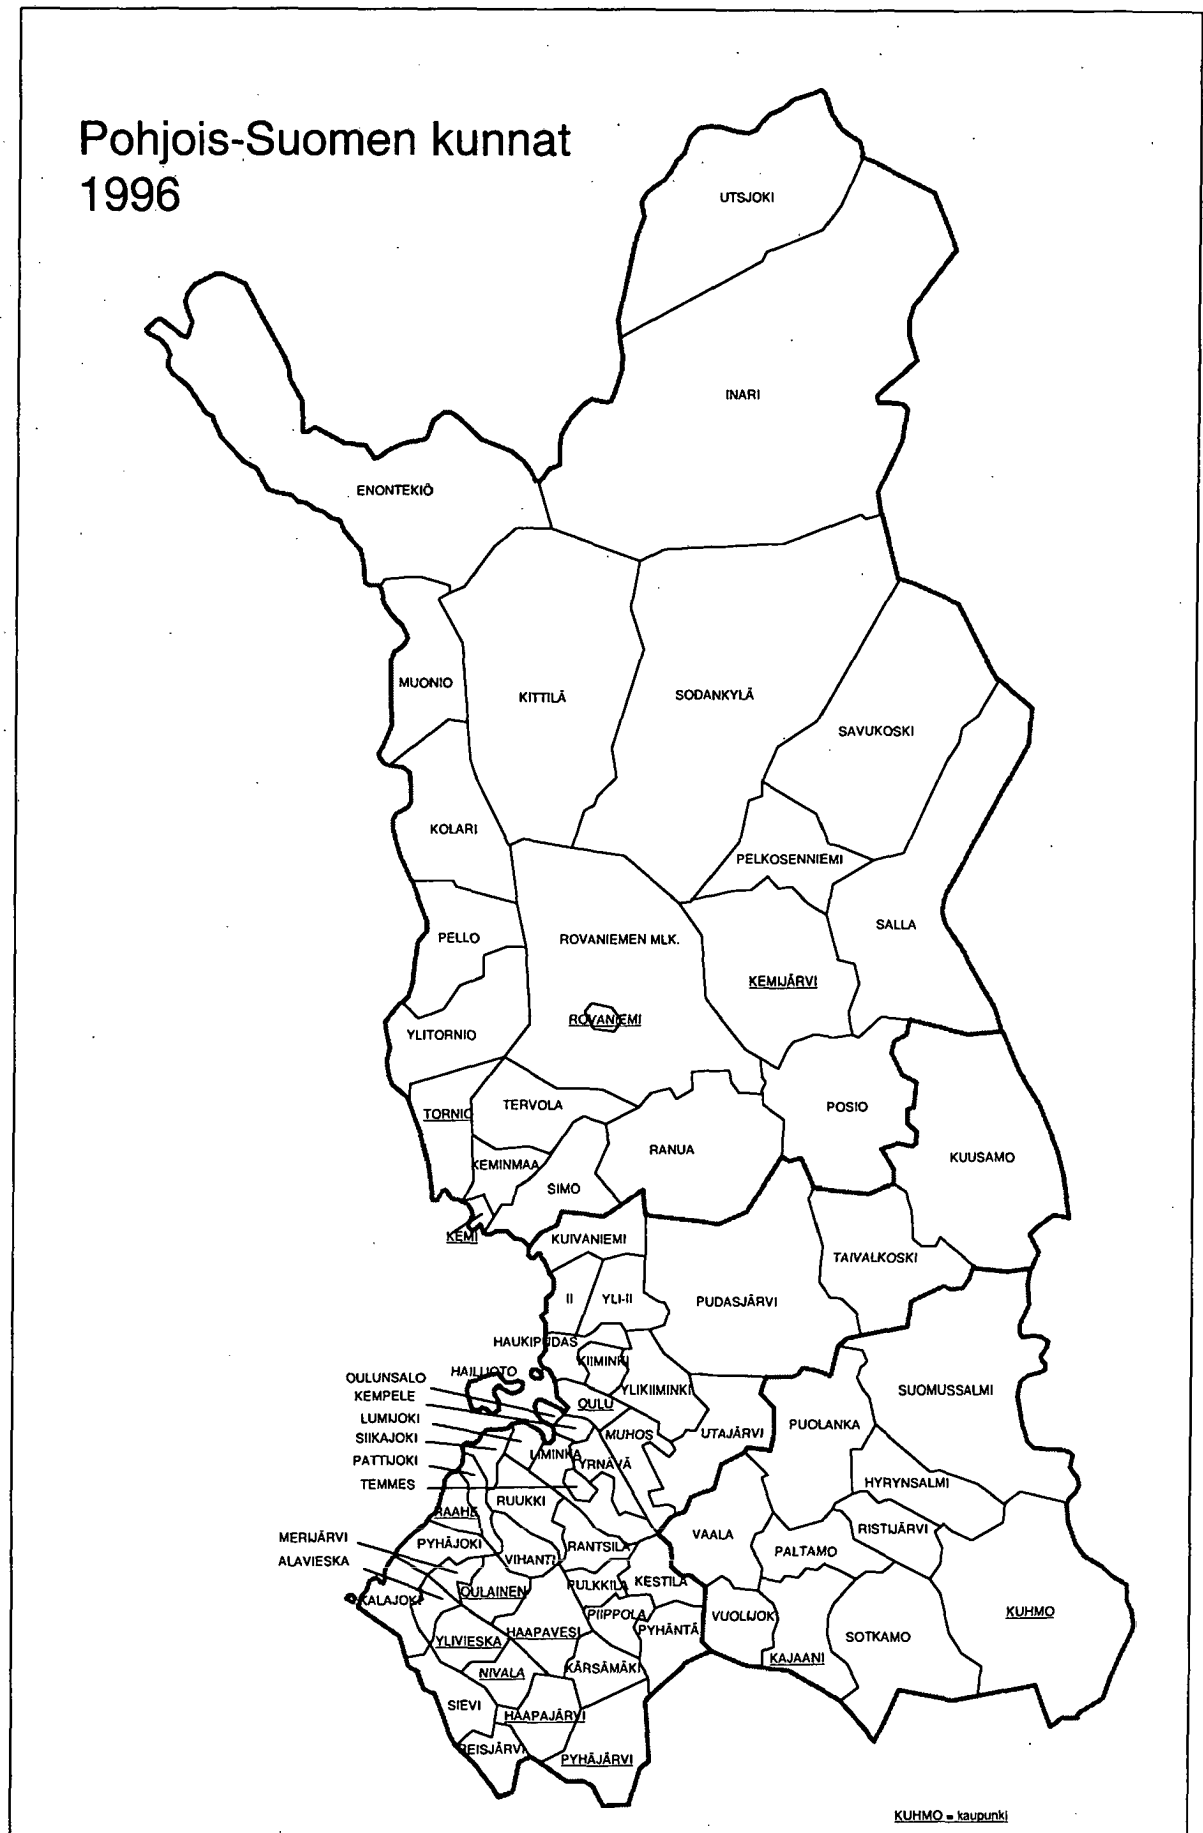 Pohjois-Suomen kunnat
1996
UTSJOKI
INARI
ENONTEKIÖ
MUONIO
KITTILÄ
SODANKYLÄ
SAVUKOSKI
KOLARI
PELKOSENNIEMI
SALLA
PELLO
ROVANIEMEN MLK.
KEMIJÄRVI
ROVANIEMI
YLITORNIO
TERVOLA
TORNIO
POSIO
RANUA
KUUSAMO
KEMINMAA
SIMO
KEMI
KUIVANIEMI
TAIVALKOSKI
II
YLI-II
PUDASJÄRVI
HAUKIPUDAS
KIIMINKI
HAILUOTO
OULUNSALO
YLIKIIMINKI
SUOMUSSALMI
KEMPELE
OULU
LUMIJOKI
PUOLANKA
SIIKAJOKI
MUHOS
UTAJÄRVI
LIMINKA
PATTIJOKI
TYRNÄVÄ
TEMMES
HYRYNSALMI
RUUKKI
RAAHE
RISTIJÄRVI
VAALA
MERIJÄRVI
PYHÄJOKI
RANTSILA
PALTAMO
ALAVIESKA
VIHANTI
PULKKILA
KESTILÄ
OULAINEN
KALAJOKI
PIIPPOLA
VUOLIJOK
KUHMO
PYHÄNTÄ
HAAPAVESI
SOTKAMO
YLIVIESKA
KAJAANI
KÄRSÄMÄKI
NIVALA
SIEVI
HAAPAJÄRVI
REISJÄRVI
PYHÄJÄRVI
KUHMO = kaupunki